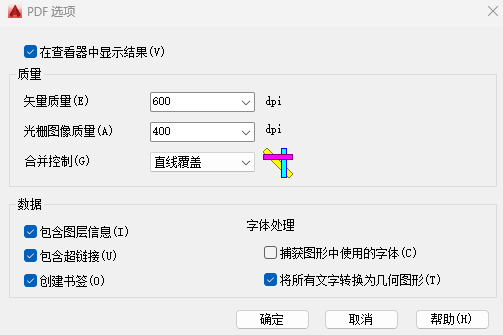 PDF 选项
在查看器中显示结果(V)
质量
矢量质量(E) 600 dpi
光栅图像质量(A) 400 dpi
合并控制(G) 直线覆盖
数据
包含图层信息(I)
包含超链接(U)
创建书签(O)
字体处理
捕获图形中使用的字体(C)
将所有文字转换为几何图形(T)
确定 取消 帮助(H)